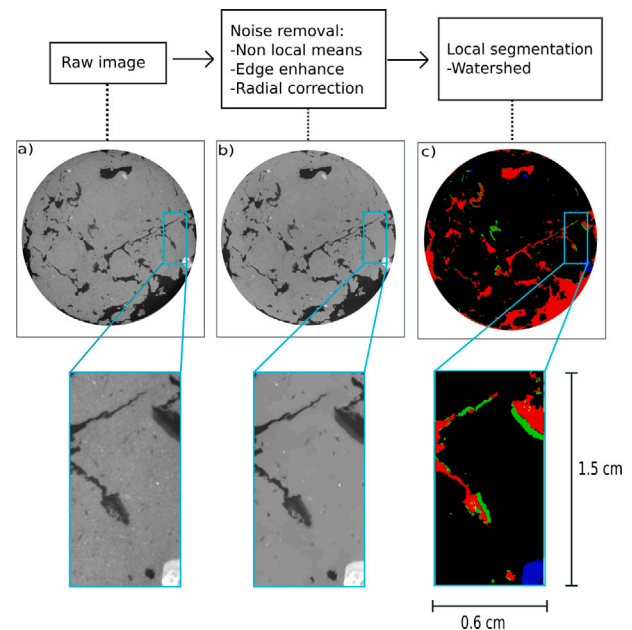 Raw image
Noise removal:
-Non local means
-Edge enhance
-Radial correction
Local segmentation
-Watershed
a)
b)
c)
1.5 cm
0.6 cm